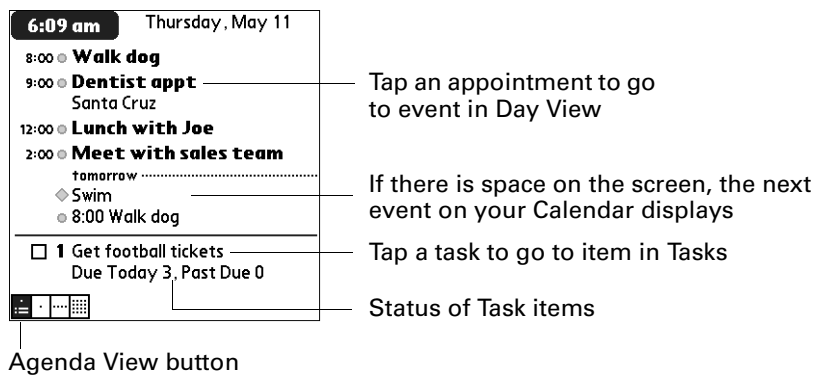 6:09 am Thursday, May 11
8:00 Walk dog
9:00 Dentist appt
Santa Cruz
12:00 Lunch with Joe
2:00 Meet with sales team
tomorrow
Swim
8:00 Walk dog
1 Get football tickets
Due Today 3, Past Due 0
Tap an appointment to go
to event in Day View
If there is space on the screen, the next
event on your Calendar displays
Tap a task to go to item in Tasks
Status of Task items
Agenda View button